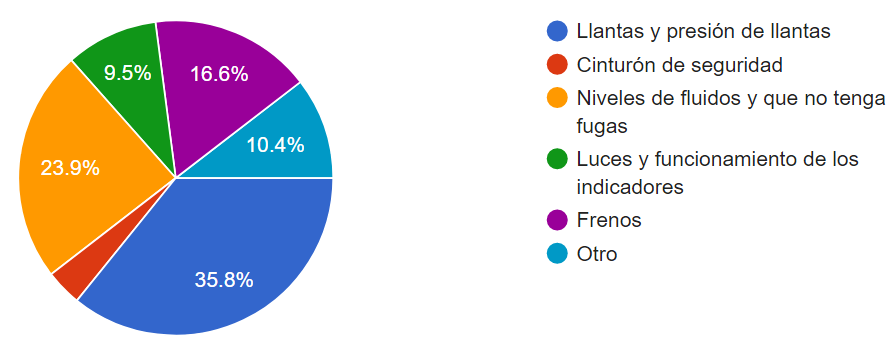 9.5%
16.6%
10.4%
23.9%
35.8%
Llantas y presión de llantas
Cinturón de seguridad
Niveles de fluidos y que no tenga
fugas
Luces y funcionamiento de los
indicadores
Frenos
Otro